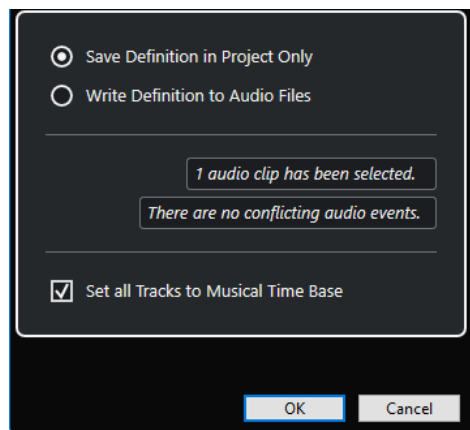 Save Definition in Project Only
Write Definition to Audio Files
1 audio clip has been selected.
There are no conflicting audio events.
Set all Tracks to Musical Time Base
OK Cancel